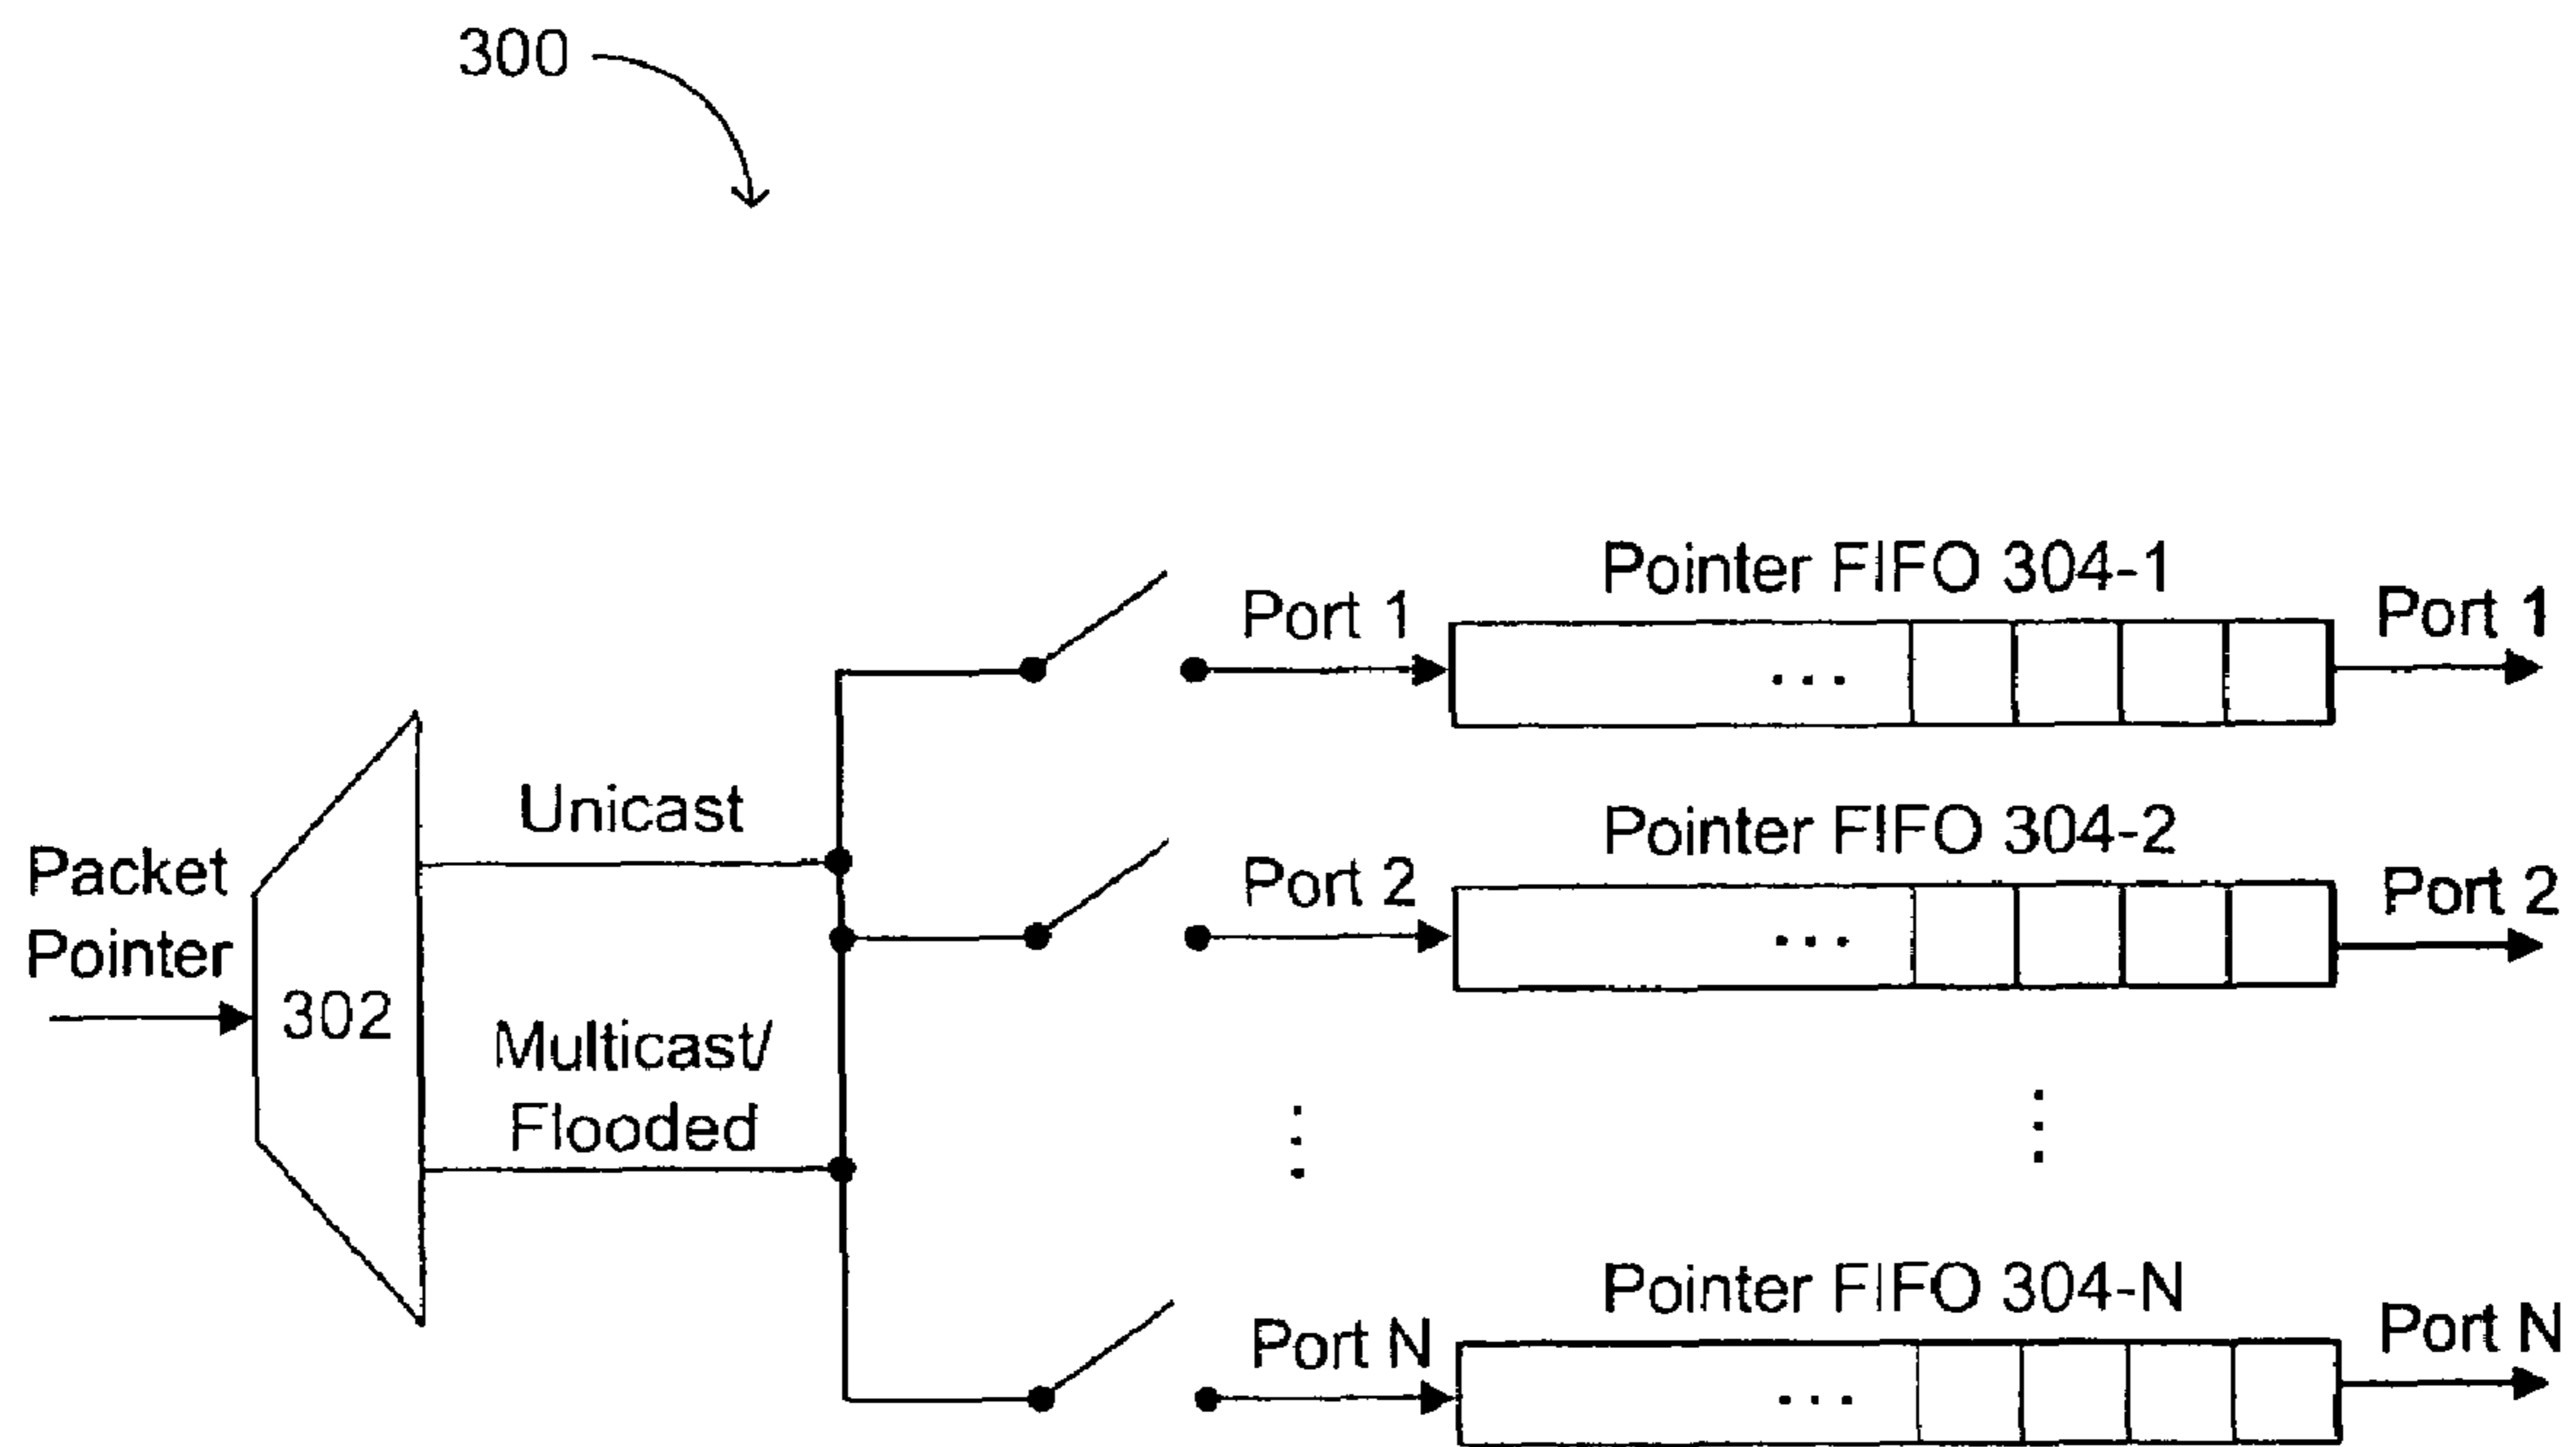 300
Pointer FIFO 304-1
Port 1
Port 1
Unicast
Pointer FIFO 304-2
Port 2
Port 2
Packet
Pointer
302
Multicast/
Flooded
Pointer FIFO 304-N
Port N
Port N